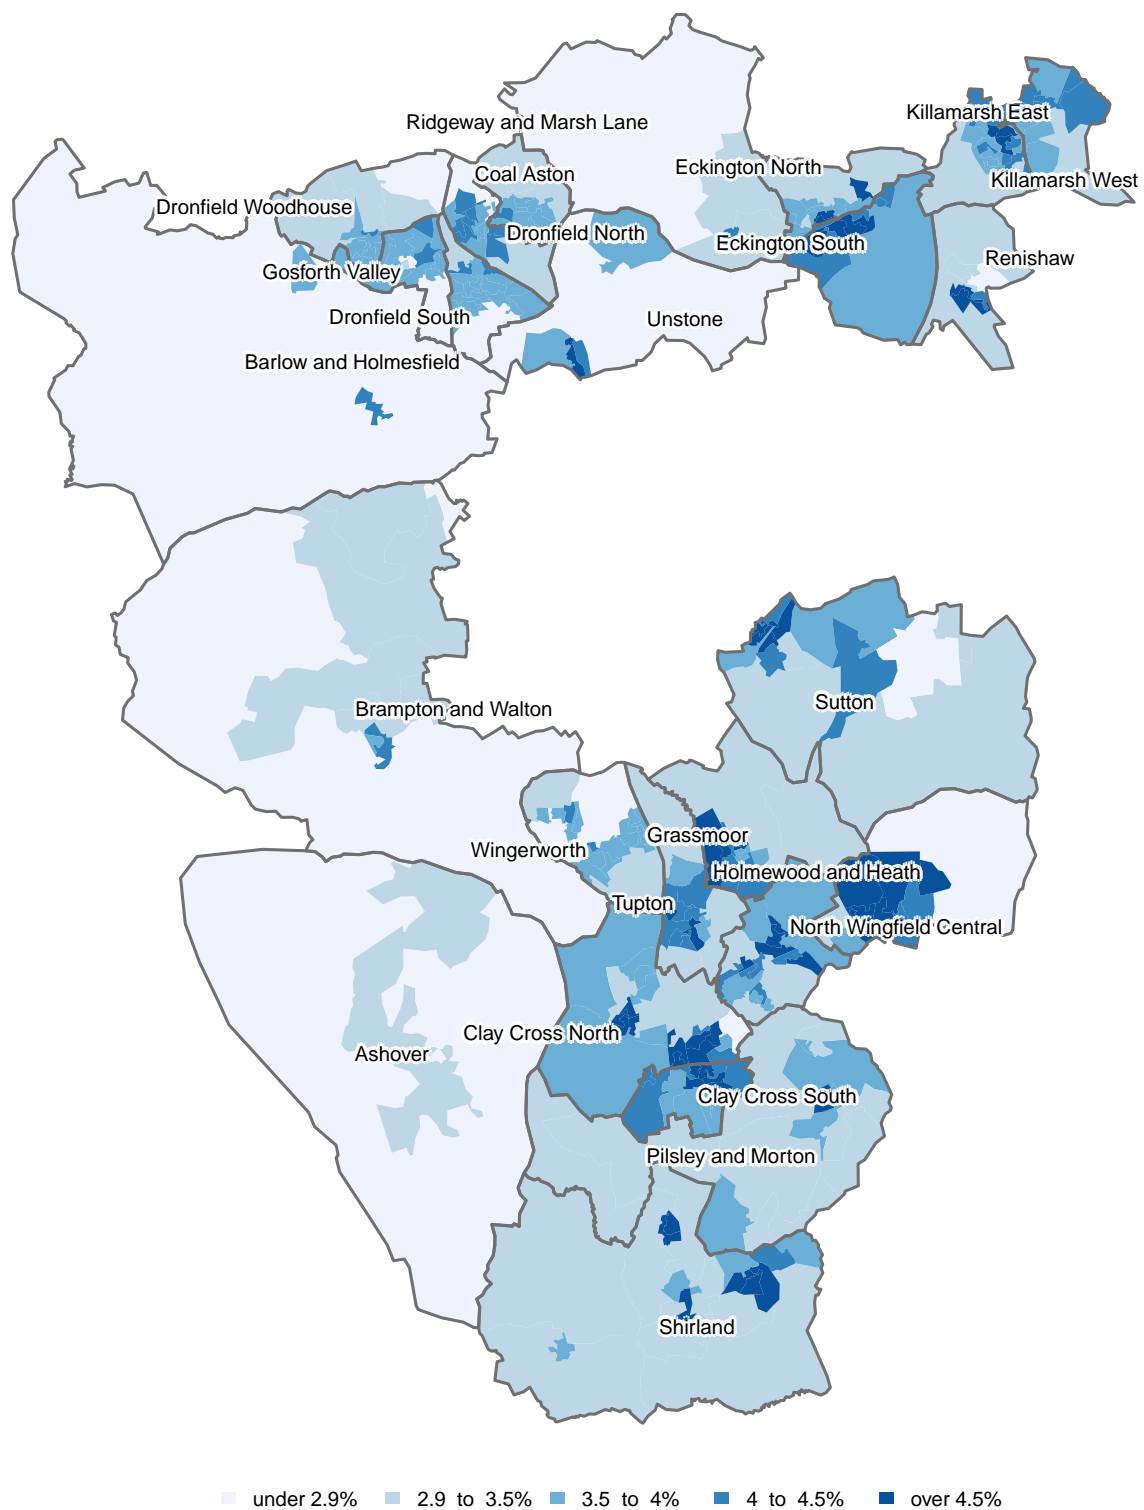 Killamarsh East
Ridgeway and Marsh Lane
Eckington North
Coal Aston
Killamarsh West
Dronfield Woodhouse
Dronfield North
Eckington South
Renishaw
Gosforth Valley
Dronfield South
Unstone
Barlow and Holmesfield
Sutton
Brampton and Walton
Grassmoor
Wingerworth
Holmewood and Heath
Tupton
North Wingfield Central
Clay Cross North
Ashover
Clay Cross South
Pilsley and Morton
Shirland
under 2.9% 2.9 to 3.5% 3.5 to 4% 4 to 4.5% over 4.5%